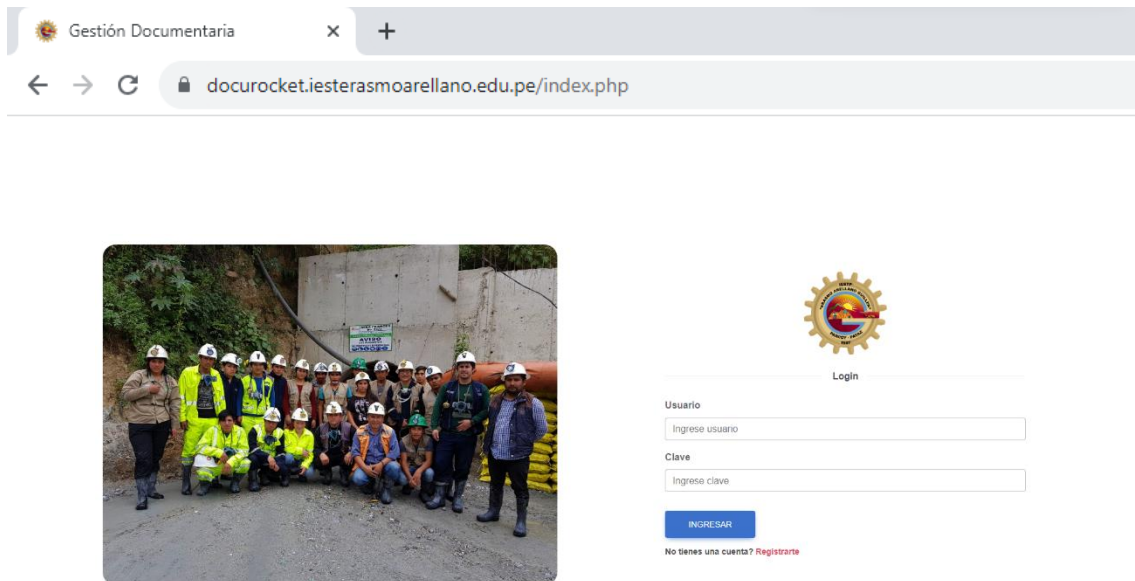 Gestión Documentaria
docurocket.iesterasmoarellano.edu.pe/index.php
AVISO
Login
Usuario
Ingrese usuario
Clave
Ingrese clave
INGRESAR
No tienes una cuenta? Registrarte